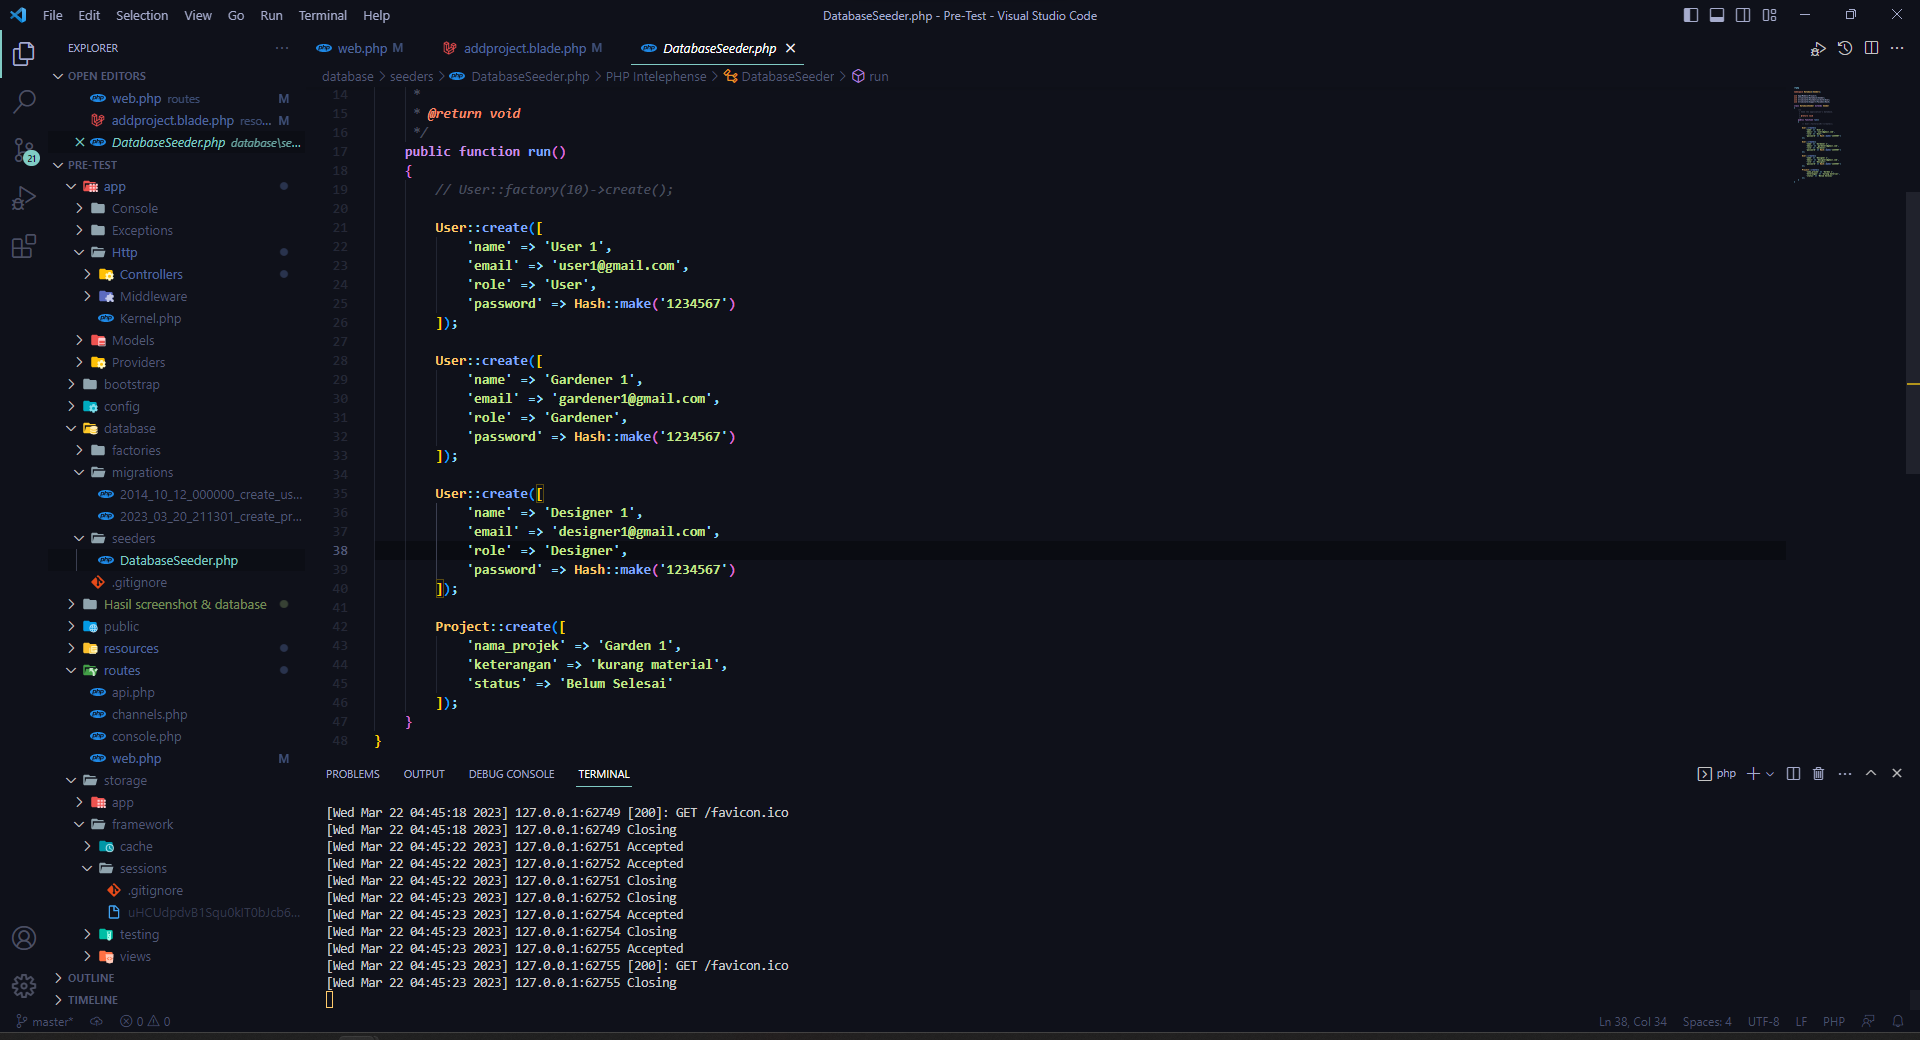 File Edit Selection View Go Run Terminal Help
DatabaseSeeder.php - Pre-Test - Visual Studio Code
EXPLORER
OPEN EDITORS
web.php routes M
addproject.blade.php reso... M
DatabaseSeeder.php database\se...
PRE-TEST
app
Console
Exceptions
Http
Controllers
Middleware
Kernel.php
Models
Providers
bootstrap
config
database
factories
migrations
2014_10_12_000000_create_us...
2023_03_20_211301_create_pr...
seeders
DatabaseSeeder.php
.gitignore
Hasil screenshot & database
public
resources
routes
api.php
channels.php
console.php
web.php M
storage
app
framework
cache
sessions
.gitignore
testing
views
OUTLINE
TIMELINE
21
web.php M
addproject.blade.php M
DatabaseSeeder.php
database > seeders > DatabaseSeeder.php > PHP Intelephense > DatabaseSeeder > run
14 *
15 * @return void
16 */
17 public function run()
18 {
19 // User::factory(10)->create();
20
21 User::create([
22 'name' => 'User 1',
23 'email' => 'user1@gmail.com',
24 'role' => 'User',
25 'password' => Hash::make('1234567')
26 ]);
27
28 User::create([
29 'name' => 'Gardener 1',
30 'email' => 'gardener1@gmail.com',
31 'role' => 'Gardener',
32 'password' => Hash::make('1234567')
33 ]);
34
35 User::create([
36 'name' => 'Designer 1',
37 'email' => 'designer1@gmail.com',
38 'role' => 'Designer',
39 'password' => Hash::make('1234567')
40 ]);
41
42 Project::create([
43 'nama_projek' => 'Garden 1',
44 'keterangan' => 'kurang material',
45 'status' => 'Belum Selesai'
46 ]);
47 }
48 }
PROBLEMS OUTPUT DEBUG CONSOLE TERMINAL
php
[Wed Mar 22 04:45:18 2023] 127.0.0.1:62749 [200]: GET /favicon.ico
[Wed Mar 22 04:45:18 2023] 127.0.0.1:62749 Closing
[Wed Mar 22 04:45:22 2023] 127.0.0.1:62751 Accepted
[Wed Mar 22 04:45:22 2023] 127.0.0.1:62752 Accepted
[Wed Mar 22 04:45:22 2023] 127.0.0.1:62751 Closing
[Wed Mar 22 04:45:23 2023] 127.0.0.1:62752 Closing
[Wed Mar 22 04:45:23 2023] 127.0.0.1:62754 Accepted
[Wed Mar 22 04:45:23 2023] 127.0.0.1:62754 Closing
[Wed Mar 22 04:45:23 2023] 127.0.0.1:62755 Accepted
[Wed Mar 22 04:45:23 2023] 127.0.0.1:62755 [200]: GET /favicon.ico
[Wed Mar 22 04:45:23 2023] 127.0.0.1:62755 Closing
master* 0 0
Ln 38, Col 34 Spaces: 4 UTF-8 LF PHP